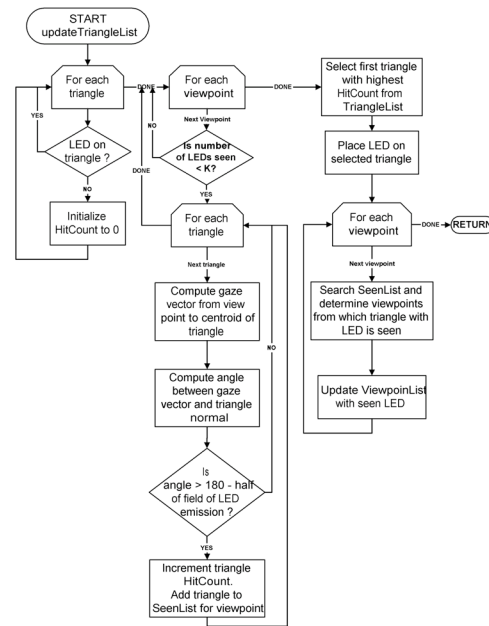 START
updateTriangleList
For each
triangle
DONE
For each
viewpoint
DONE
Select first triangle
with highest
HitCount from
TriangleList
YES
LED on
triangle ?
NO
Initialize
HitCount to 0
Next Viewpoint
NO
Is number
of LEDs seen
< K?
DONE
YES
For each
triangle
Next triangle
Compute gaze
vector from view
point to centroid of
triangle
NO
Compute angle
between gaze
vector and triangle
normal
Is
angle > 180 - half
of field of LED
emission ?
YES
Increment triangle
HitCount.
Add triangle to
SeenList for viewpoint
Place LED on
selected triangle
For each
viewpoint
DONE
RETURN
Next viewpoint
Search SeenList and
determine viewpoints
from which triangle with
LED is seen
Update ViewpoinList
with seen LED